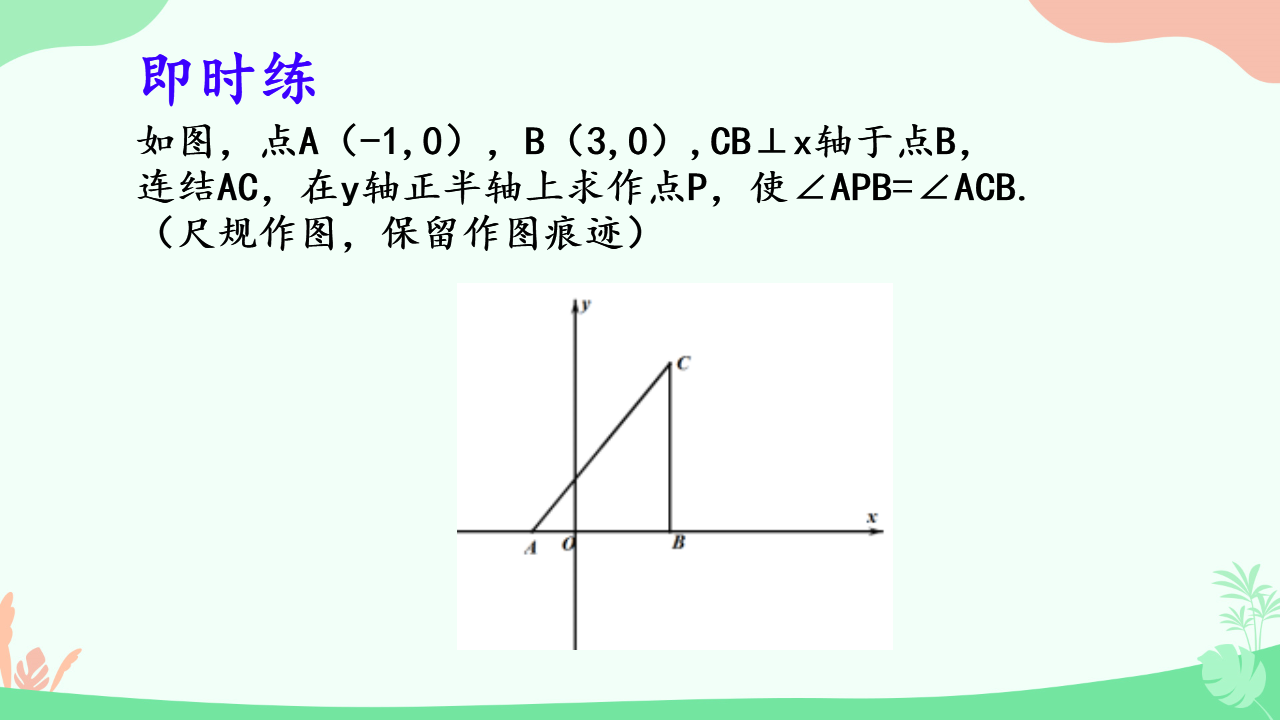 即时练
如图，点A（-1,0），B（3,0）,CB⊥x轴于点B，
连结AC，在y轴正半轴上求作点P，使∠APB=∠ACB.
（尺规作图，保留作图痕迹）
y
C
x
A
O
B